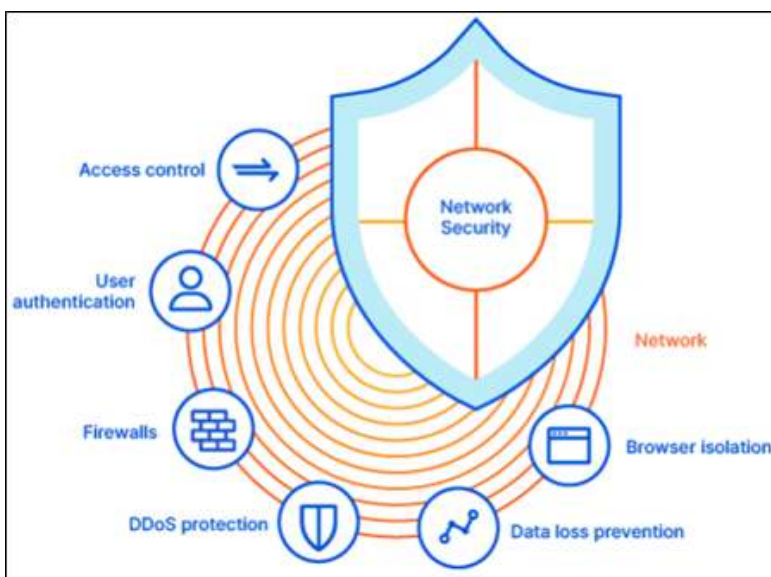 Access control
Network
Security
User
authentication
Network
Firewalls
Browser isolation
DDoS protection
Data loss prevention